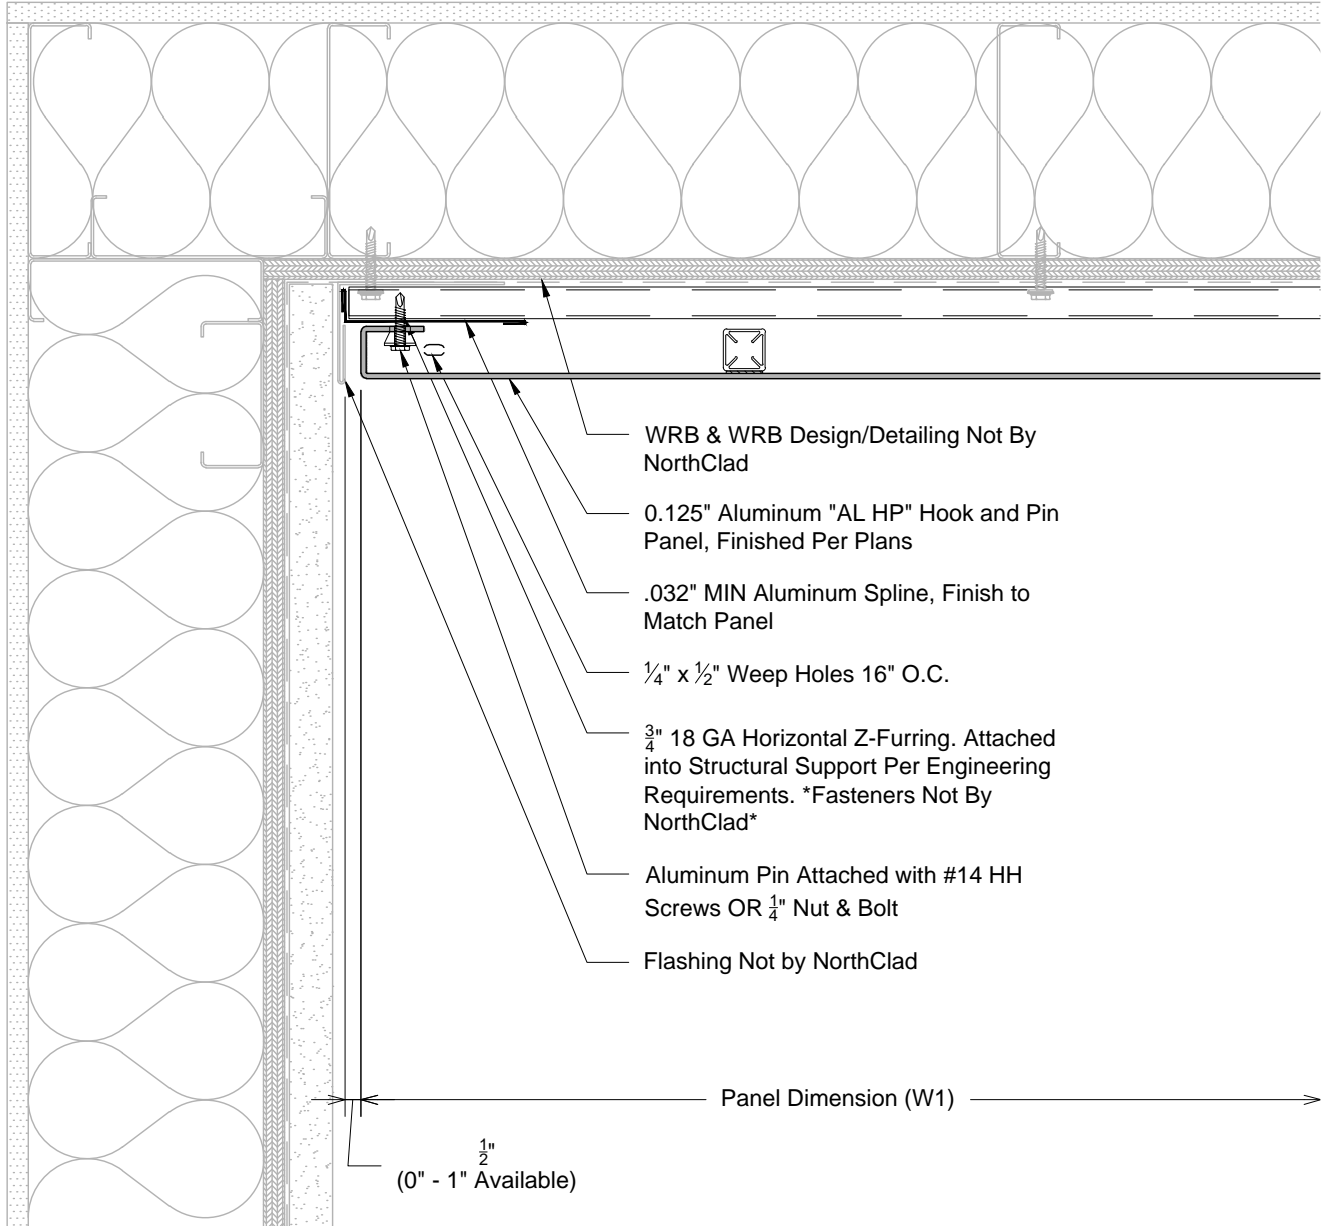 WRB & WRB Design/Detailing Not By
NorthClad
0.125" Aluminum "AL HP" Hook and Pin
Panel, Finished Per Plans
.032" MIN Aluminum Spline, Finish to
Match Panel
1/4" x 1/2" Weep Holes 16" O.C.
3/4" 18 GA Horizontal Z-Furring. Attached
into Structural Support Per Engineering
Requirements. *Fasteners Not By
NorthClad*
Aluminum Pin Attached with #14 HH
Screws OR 1/4" Nut & Bolt
Flashing Not by NorthClad
Panel Dimension (W1)
1/2"
(0" - 1" Available)